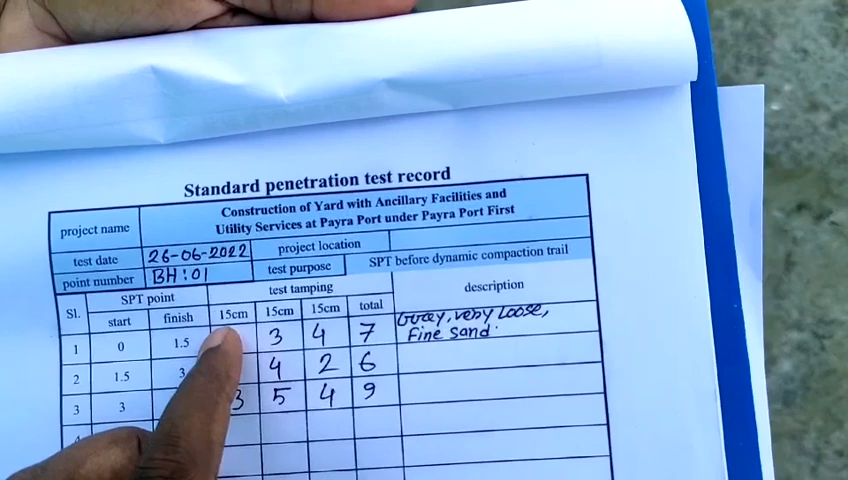 Standard penetration test record
project name
Construction of Yard with Ancillary Facilities and
Utility Services at Payra Port under Payra Port First
test date 26-06-2022 project location
point number BH:01 test purpose SPT before dynamic compaction trail
Sl. SPT point test tamping description
start finish 15cm 15cm 15cm total
1 0 1.5 3 4 7 Grey, very Loose,
Fine sand.
2 1.5 3 4 2 6
3 3 3 5 4 9